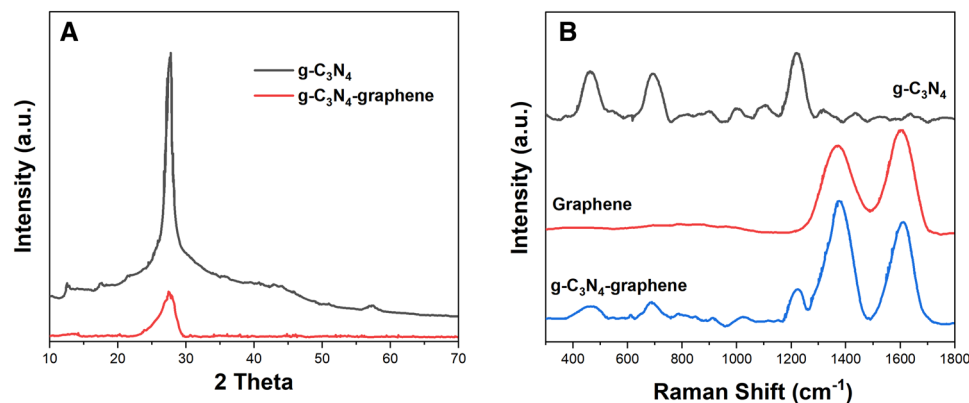 A
g-C₃N₄
g-C₃N₄-graphene
Intensity (a.u.)
10 20 30 40 50 60 70
2 Theta
B
g-C₃N₄
Graphene
g-C₃N₄-graphene
Intensity (a.u.)
400 600 800 1000 1200 1400 1600 1800
Raman Shift (cm⁻¹)